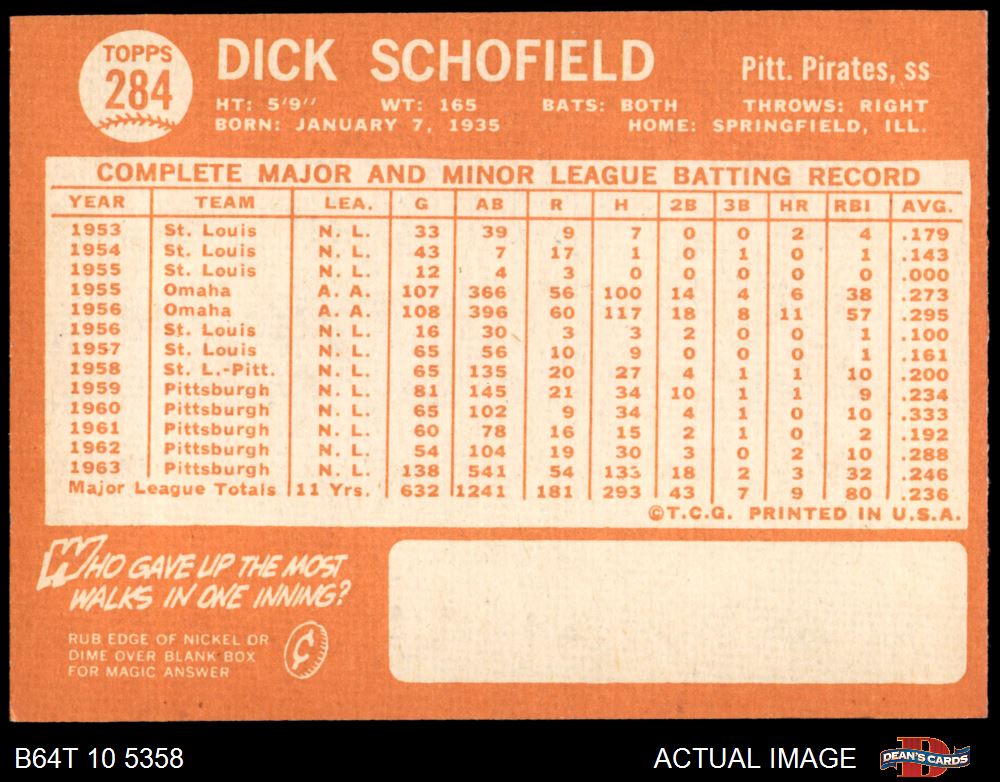 TOPPS
284
DICK SCHOFIELD
Pitt. Pirates, ss
HT: 5'9" WT: 165 BATS: BOTH THROWS: RIGHT
BORN: JANUARY 7, 1935 HOME: SPRINGFIELD, ILL.
COMPLETE MAJOR AND MINOR LEAGUE BATTING RECORD
YEAR TEAM LEA. G AB R H 2B 3B HR RBI AVG.
1953 St. Louis N. L. 33 39 9 7 0 0 2 4 .179
1954 St. Louis N. L. 43 7 17 1 0 1 0 1 .143
1955 St. Louis N. L. 12 4 3 0 0 0 0 0 .000
1955 Omaha A. A. 107 366 56 100 14 4 6 38 .273
1956 Omaha A. A. 108 396 60 117 18 8 11 57 .295
1956 St. Louis N. L. 16 30 3 3 2 0 0 1 .100
1957 St. Louis N. L. 65 56 10 9 0 0 0 1 .161
1958 St. L.-Pitt. N. L. 65 135 20 27 4 1 1 10 .200
1959 Pittsburgh N. L. 81 145 21 34 10 1 1 9 .234
1960 Pittsburgh N. L. 65 102 9 34 4 1 0 10 .333
1961 Pittsburgh N. L. 60 78 16 15 2 1 0 2 .192
1962 Pittsburgh N. L. 54 104 19 30 3 0 2 10 .288
1963 Pittsburgh N. L. 138 541 54 133 18 2 3 32 .246
Major League Totals 11 Yrs. 632 1241 181 293 43 7 9 80 .236
©T.C.G. PRINTED IN U.S.A.
WHO GAVE UP THE MOST
WALKS IN ONE INNING?
RUB EDGE OF NICKEL OR
DIME OVER BLANK BOX
FOR MAGIC ANSWER
¢
B64T 10 5358
ACTUAL IMAGE
D
DEAN'S CARDS